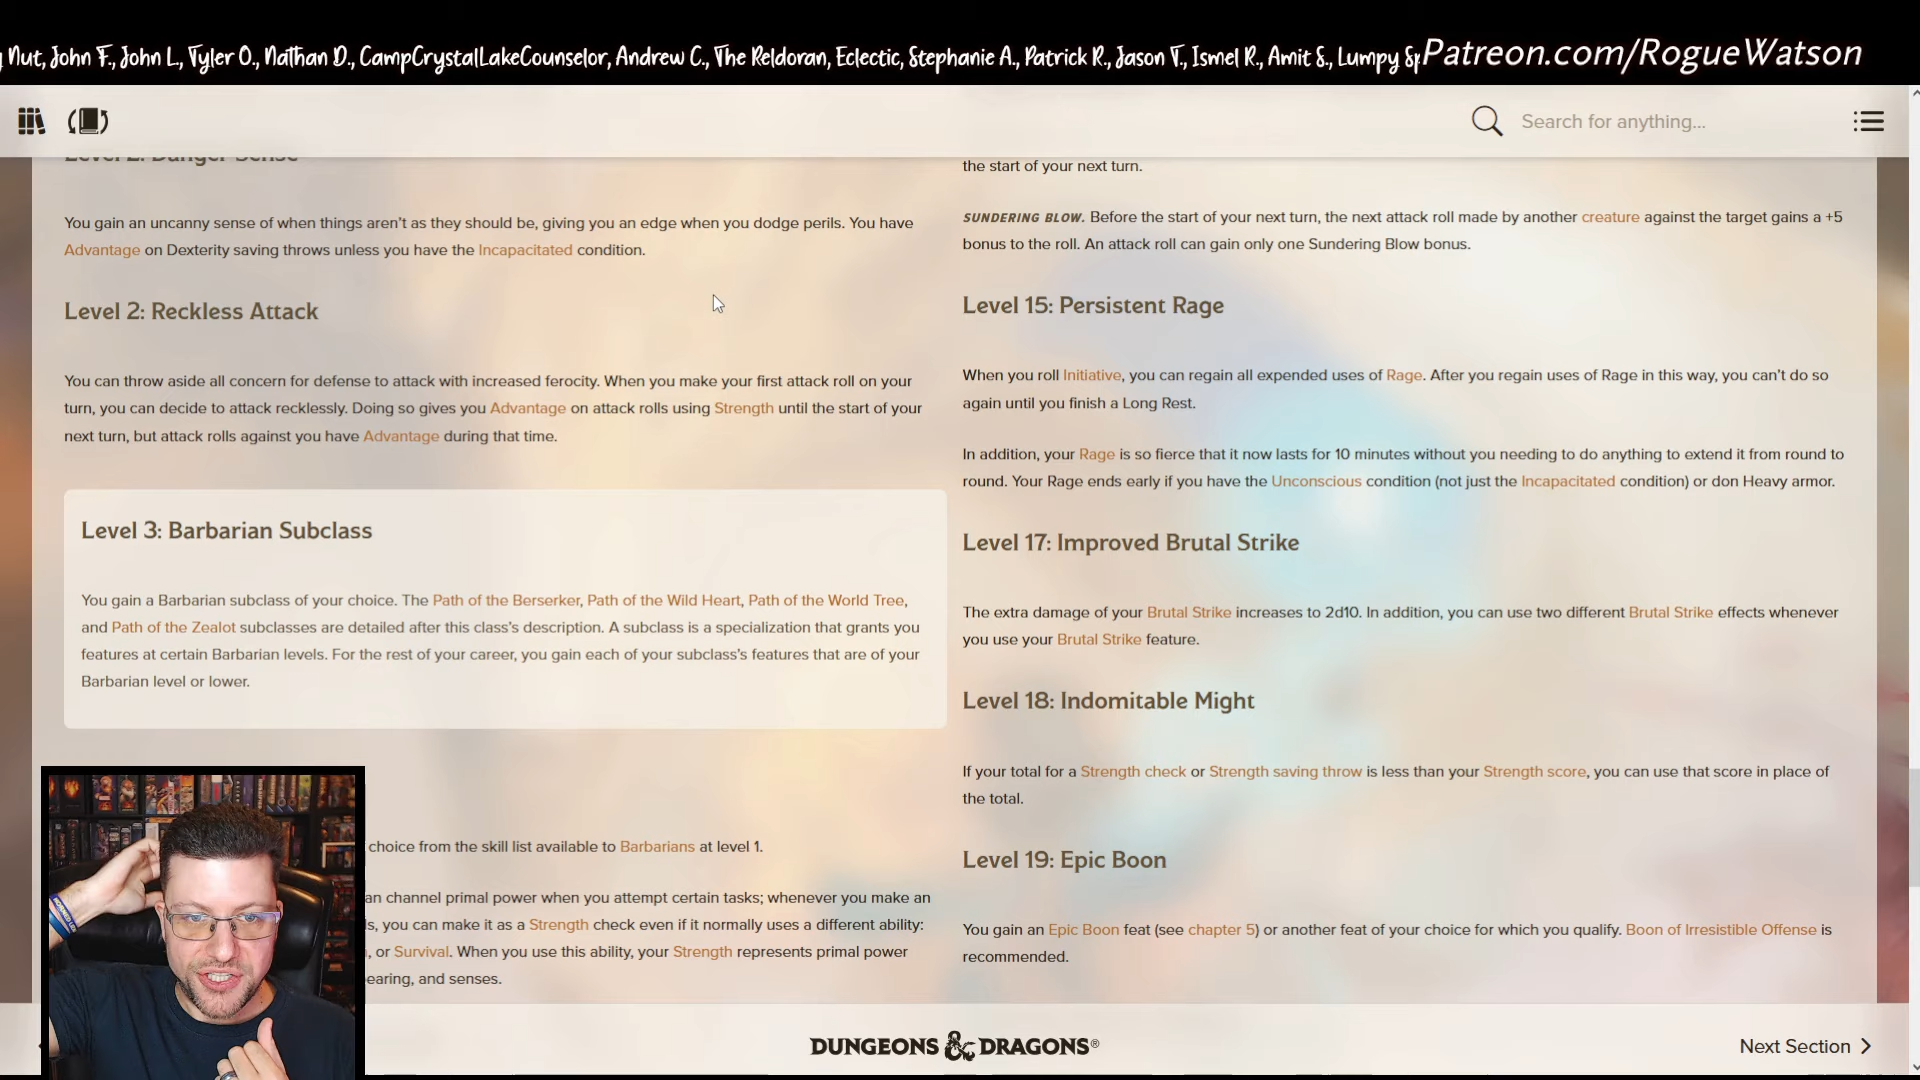 Nut, John F., John L., Tyler O., Nathan D., CampCrystalLakeCounselor, Andrew C., The Reldoran, Eclectic, Stephanie A., Patrick R., Jason T., Ismel R., Amit S., Lumpy Sp
Patreon.com/RogueWatson
Search for anything...
Level 2: Danger Sense
You gain an uncanny sense of when things aren't as they should be, giving you an edge when you dodge perils. You have
Advantage on Dexterity saving throws unless you have the Incapacitated condition.
Level 2: Reckless Attack
You can throw aside all concern for defense to attack with increased ferocity. When you make your first attack roll on your
turn, you can decide to attack recklessly. Doing so gives you Advantage on attack rolls using Strength until the start of your
next turn, but attack rolls against you have Advantage during that time.
Level 3: Barbarian Subclass
You gain a Barbarian subclass of your choice. The Path of the Berserker, Path of the Wild Heart, Path of the World Tree,
and Path of the Zealot subclasses are detailed after this class's description. A subclass is a specialization that grants you
features at certain Barbarian levels. For the rest of your career, you gain each of your subclass's features that are of your
Barbarian level or lower.
choice from the skill list available to Barbarians at level 1.
an channel primal power when you attempt certain tasks; whenever you make an
s, you can make it as a Strength check even if it normally uses a different ability:
, or Survival. When you use this ability, your Strength represents primal power
earing, and senses.
the start of your next turn.
SUNDERING BLOW. Before the start of your next turn, the next attack roll made by another creature against the target gains a +5
bonus to the roll. An attack roll can gain only one Sundering Blow bonus.
Level 15: Persistent Rage
When you roll Initiative, you can regain all expended uses of Rage. After you regain uses of Rage in this way, you can't do so
again until you finish a Long Rest.
In addition, your Rage is so fierce that it now lasts for 10 minutes without you needing to do anything to extend it from round to
round. Your Rage ends early if you have the Unconscious condition (not just the Incapacitated condition) or don Heavy armor.
Level 17: Improved Brutal Strike
The extra damage of your Brutal Strike increases to 2d10. In addition, you can use two different Brutal Strike effects whenever
you use your Brutal Strike feature.
Level 18: Indomitable Might
If your total for a Strength check or Strength saving throw is less than your Strength score, you can use that score in place of
the total.
Level 19: Epic Boon
You gain an Epic Boon feat (see chapter 5) or another feat of your choice for which you qualify. Boon of Irresistible Offense is
recommended.
DUNGEONS & DRAGONS®
Next Section